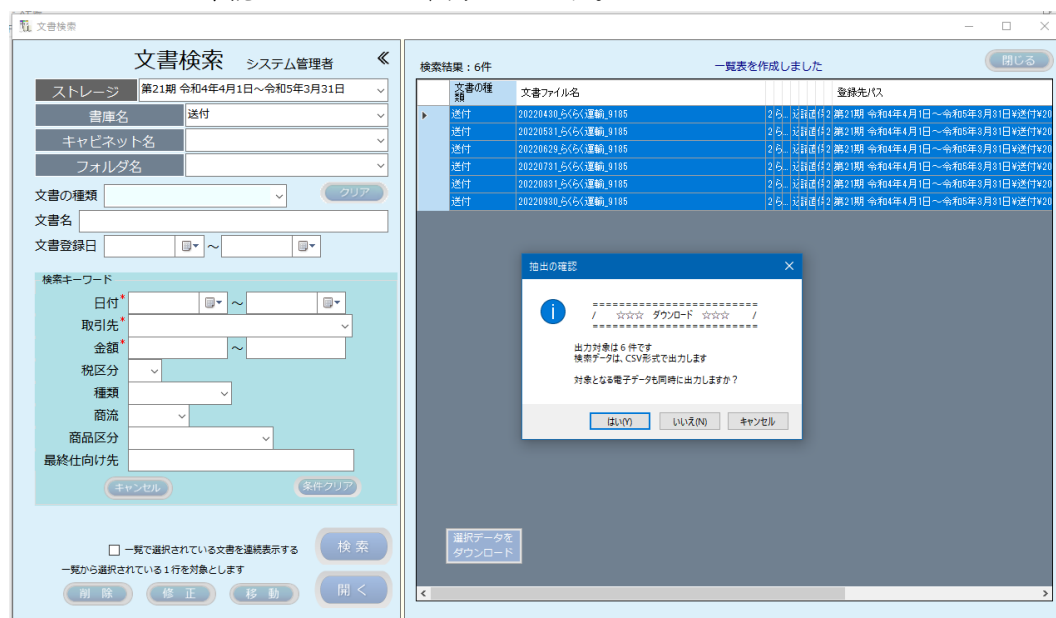 文書検索
文書検索 システム管理者 «
ストレージ 第21期 令和4年4月1日～令和5年3月31日
書庫名 送付
キャビネット名
フォルダ名
文書の種類 クリア
文書名
文書登録日 ～
検索キーワード
日付* ～
取引先*
金額* ～
税区分
種類
商流
商品区分
最終仕向け先
キャンセル 条件クリア
一覧で選択されている文書を連続表示する
検 索
一覧から選択されている1行を対象とします
削 除 修 正 移 動 開 く
検索結果：6件 一覧表を作成しました 閉じる
文書の種類 文書ファイル名 登録先パス
送付 20220430_らくらく運輸_9185 2 ら... 第21期 令和4年4月1日～令和5年3月31日¥送付¥20
送付 20220531_らくらく運輸_9185 2 ら... 第21期 令和4年4月1日～令和5年3月31日¥送付¥20
送付 20220629_らくらく運輸_9185 2 ら... 第21期 令和4年4月1日～令和5年3月31日¥送付¥20
送付 20220731_らくらく運輸_9185 2 ら... 第21期 令和4年4月1日～令和5年3月31日¥送付¥20
送付 20220831_らくらく運輸_9185 2 ら... 第21期 令和4年4月1日～令和5年3月31日¥送付¥20
送付 20220930_らくらく運輸_9185 2 ら... 第21期 令和4年4月1日～令和5年3月31日¥送付¥20
抽出の確認
=========================
/ ☆☆☆ ダウンロード ☆☆☆ /
=========================
出力対象は 6 件です
検索データは、CSV形式で出力します
対象となる電子データも同時に出力しますか？
はい(Y) いいえ(N) キャンセル
選択データを
ダウンロード